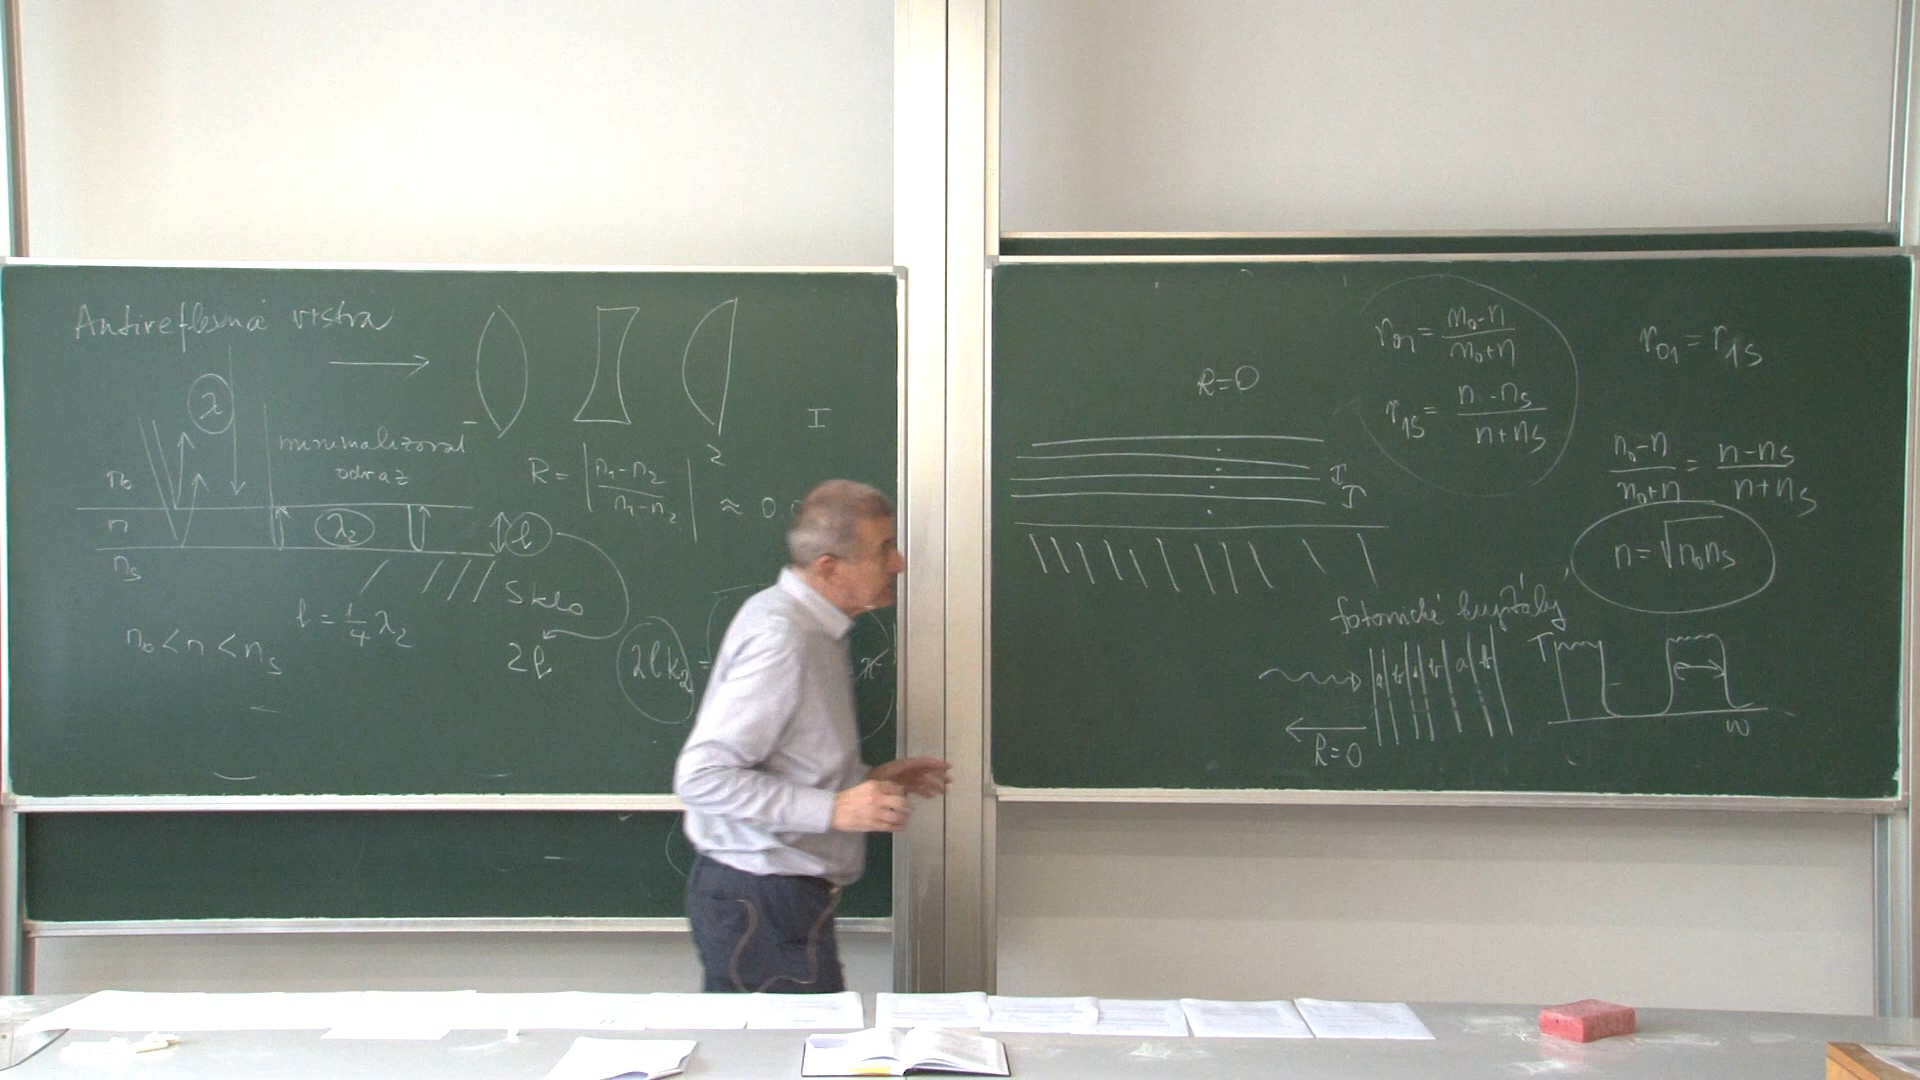 Antireflexná vrstva
λ
minimalizovať
odraz
n₀
n
nₛ
λ₂
l
Sklo
n₀ < n < nₛ
l = 1/4 λ₂
2l
2lk₂ =
R = |(n₁-n₂)/(n₁-n₂)|² ≈ 0.
I
R=0
I
I
r₀₁ = (n₀-n)/(n₀+n)
r₁ₛ = (n-nₛ)/(n+nₛ)
r₀₁ = r₁ₛ
(n₀-n)/(n₀+n) = (n-nₛ)/(n+nₛ)
n = √n₀nₛ
fotonické kryštály
a b a b a b
R=0
T
ω